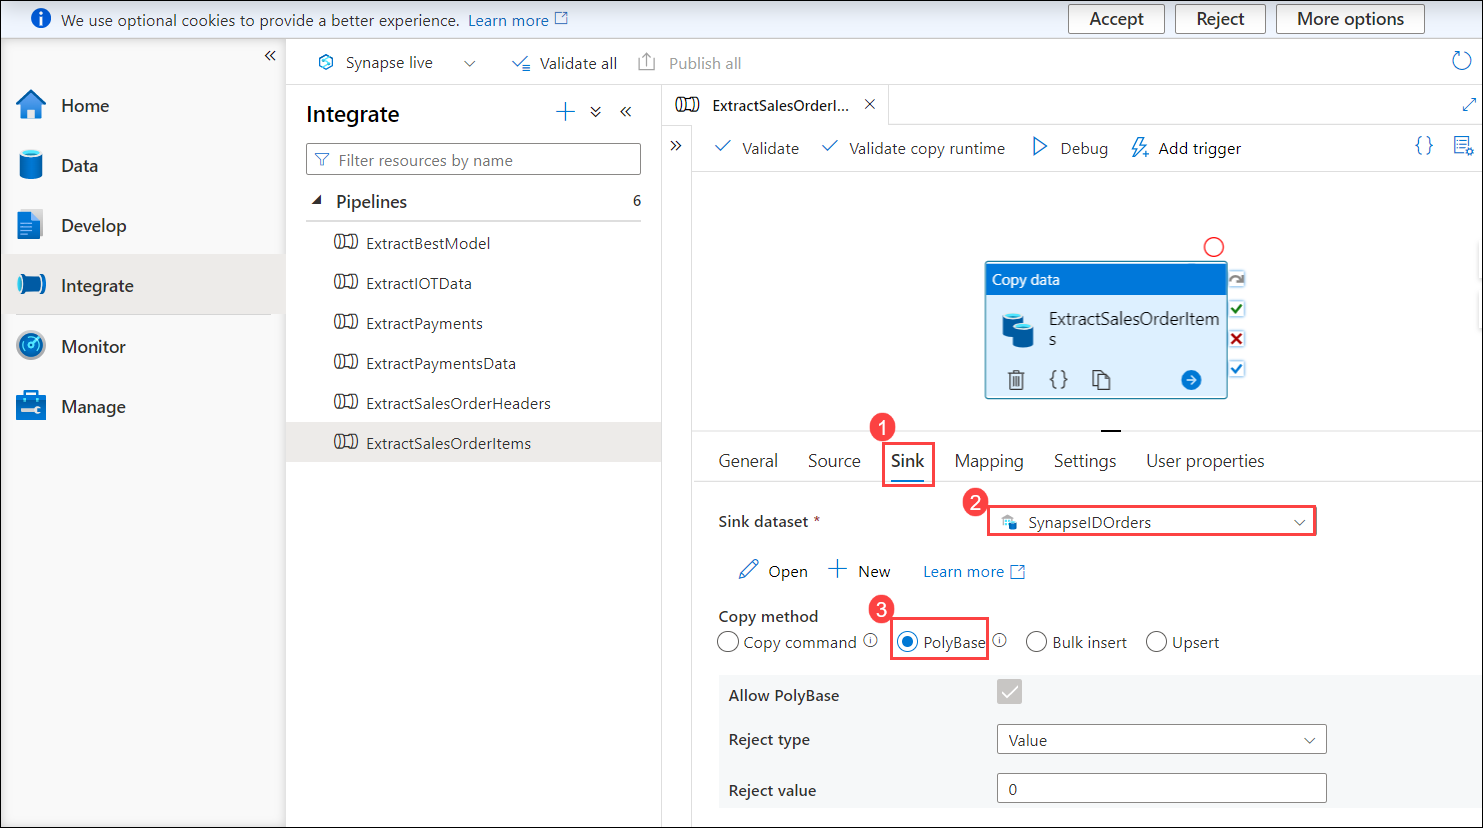 We use optional cookies to provide a better experience. Learn more
Accept
Reject
More options
Synapse live
Validate all
Publish all
Home
Data
Develop
Integrate
Monitor
Manage
Integrate
Filter resources by name
Pipelines 6
ExtractBestModel
ExtractIOTData
ExtractPayments
ExtractPaymentsData
ExtractSalesOrderHeaders
ExtractSalesOrderItems
ExtractSalesOrderI...
Validate
Validate copy runtime
Debug
Add trigger
Copy data
ExtractSalesOrderItem
s
1
General
Source
Sink
Mapping
Settings
User properties
2
Sink dataset *
SynapseIDOrders
Open
New
Learn more
Copy method
3
Copy command
PolyBase
Bulk insert
Upsert
Allow PolyBase
Reject type
Value
Reject value
0